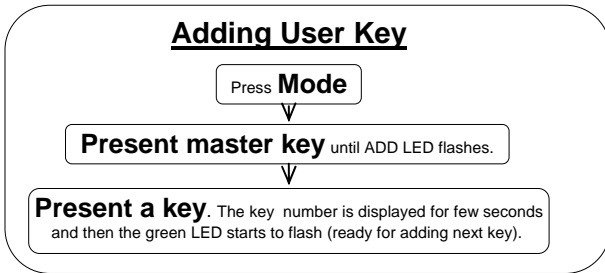 Adding User Key
Press Mode
Present master key until ADD LED flashes.
Present a key. The key number is displayed for few seconds
and then the green LED starts to flash (ready for adding next key).